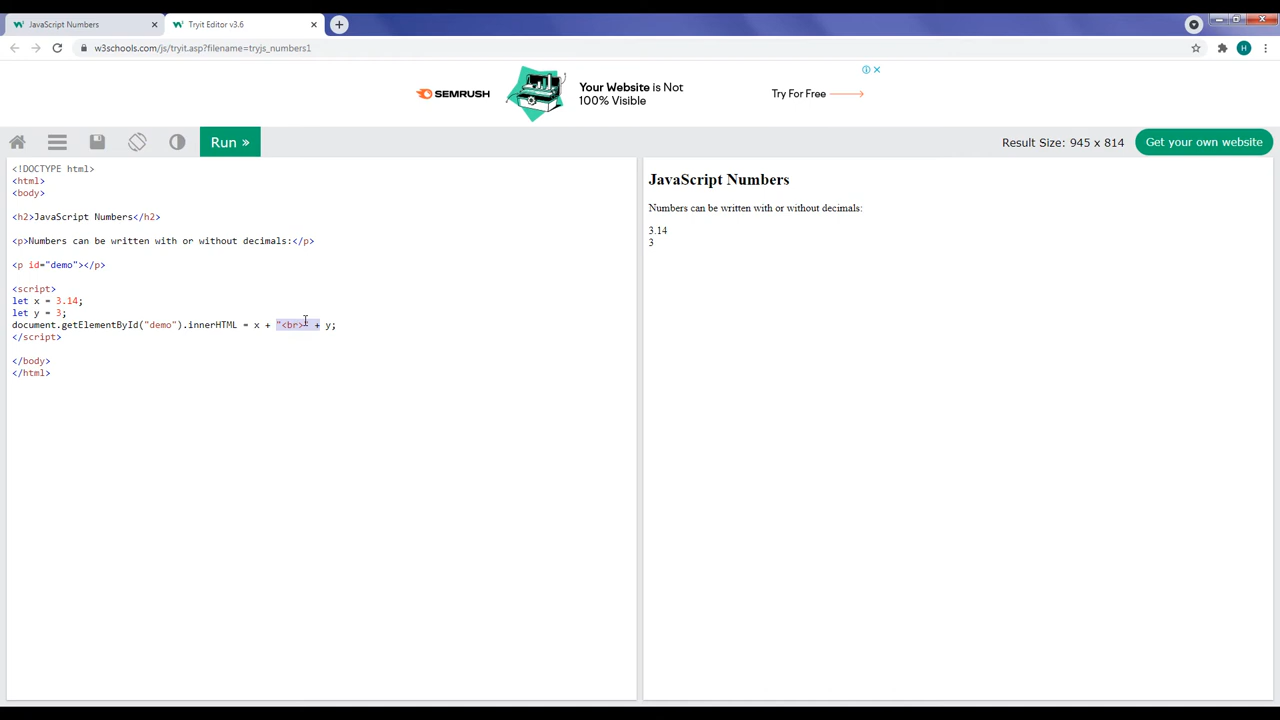 JavaScript Numbers
Tryit Editor v3.6
w3schools.com/js/tryit.asp?filename=tryjs_numbers1
H
SEMRUSH
Your Website is Not
100% Visible
Try For Free
Run »
Result Size: 945 x 814
Get your own website
<!DOCTYPE html>
<html>
<body>
<h2>JavaScript Numbers</h2>
<p>Numbers can be written with or without decimals:</p>
<p id="demo"></p>
<script>
let x = 3.14;
let y = 3;
document.getElementById("demo").innerHTML = x + "<br>" + y;
</script>
</body>
</html>
JavaScript Numbers
Numbers can be written with or without decimals:
3.14
3